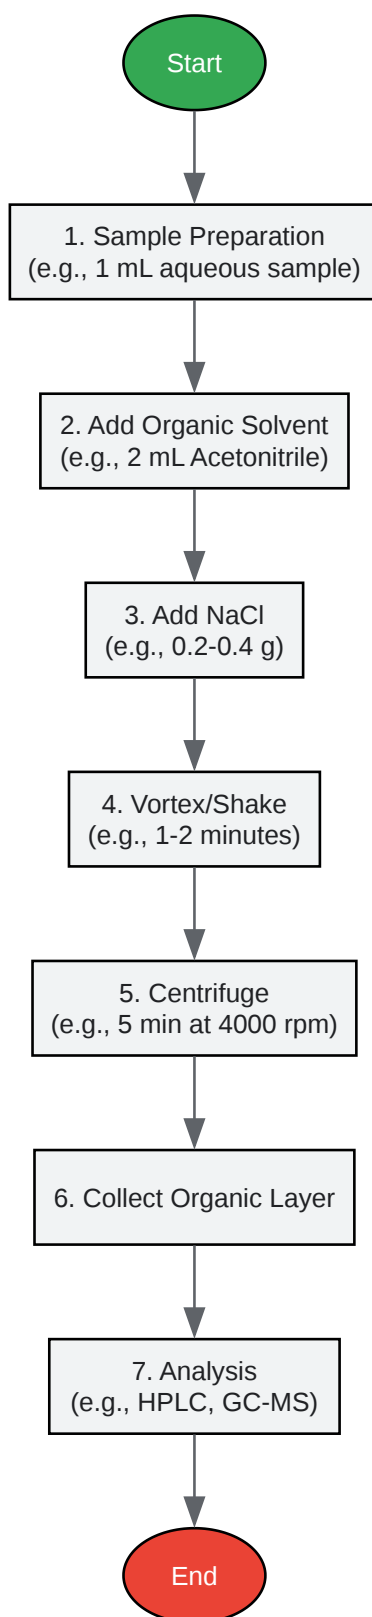 Start
1. Sample Preparation
(e.g., 1 mL aqueous sample)
2. Add Organic Solvent
(e.g., 2 mL Acetonitrile)
3. Add NaCl
(e.g., 0.2-0.4 g)
4. Vortex/Shake
(e.g., 1-2 minutes)
5. Centrifuge
(e.g., 5 min at 4000 rpm)
6. Collect Organic Layer
7. Analysis
(e.g., HPLC, GC-MS)
End